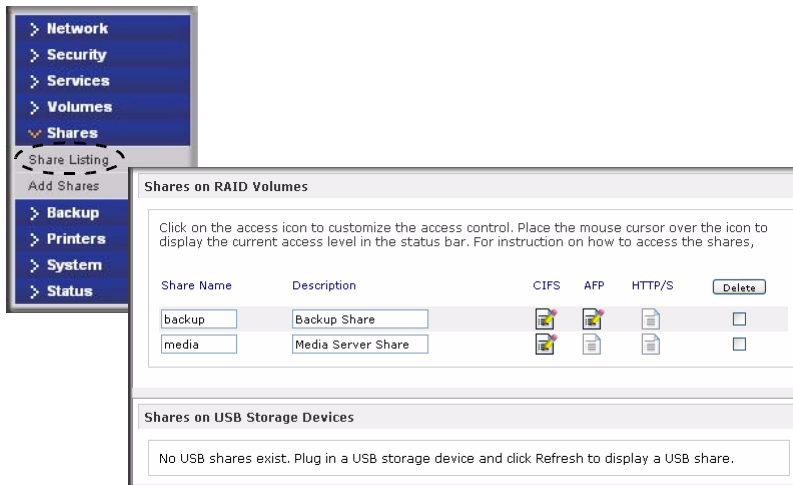 Network
Security
Services
Volumes
Shares
Share Listing
Add Shares
Backup
Printers
System
Status
Shares on RAID Volumes
Click on the access icon to customize the access control. Place the mouse cursor over the icon to
display the current access level in the status bar. For instruction on how to access the shares,
Share Name Description CIFS AFP HTTP/S Delete
backup Backup Share
media Media Server Share
Shares on USB Storage Devices
No USB shares exist. Plug in a USB storage device and click Refresh to display a USB share.